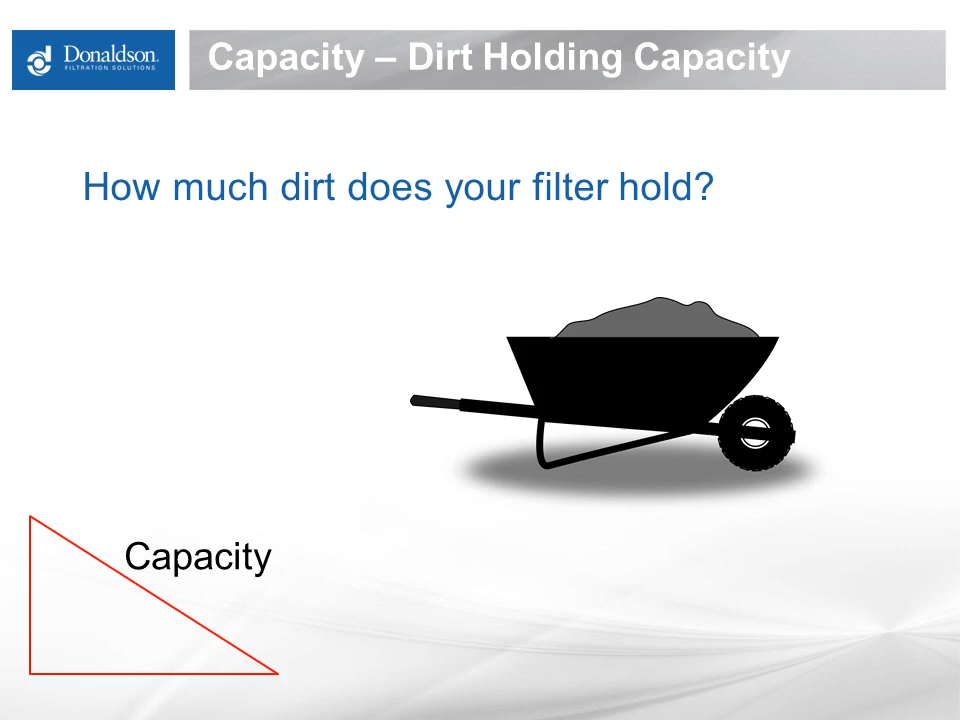 Donaldson.
FILTRATION SOLUTIONS
Capacity – Dirt Holding Capacity
How much dirt does your filter hold?
Capacity